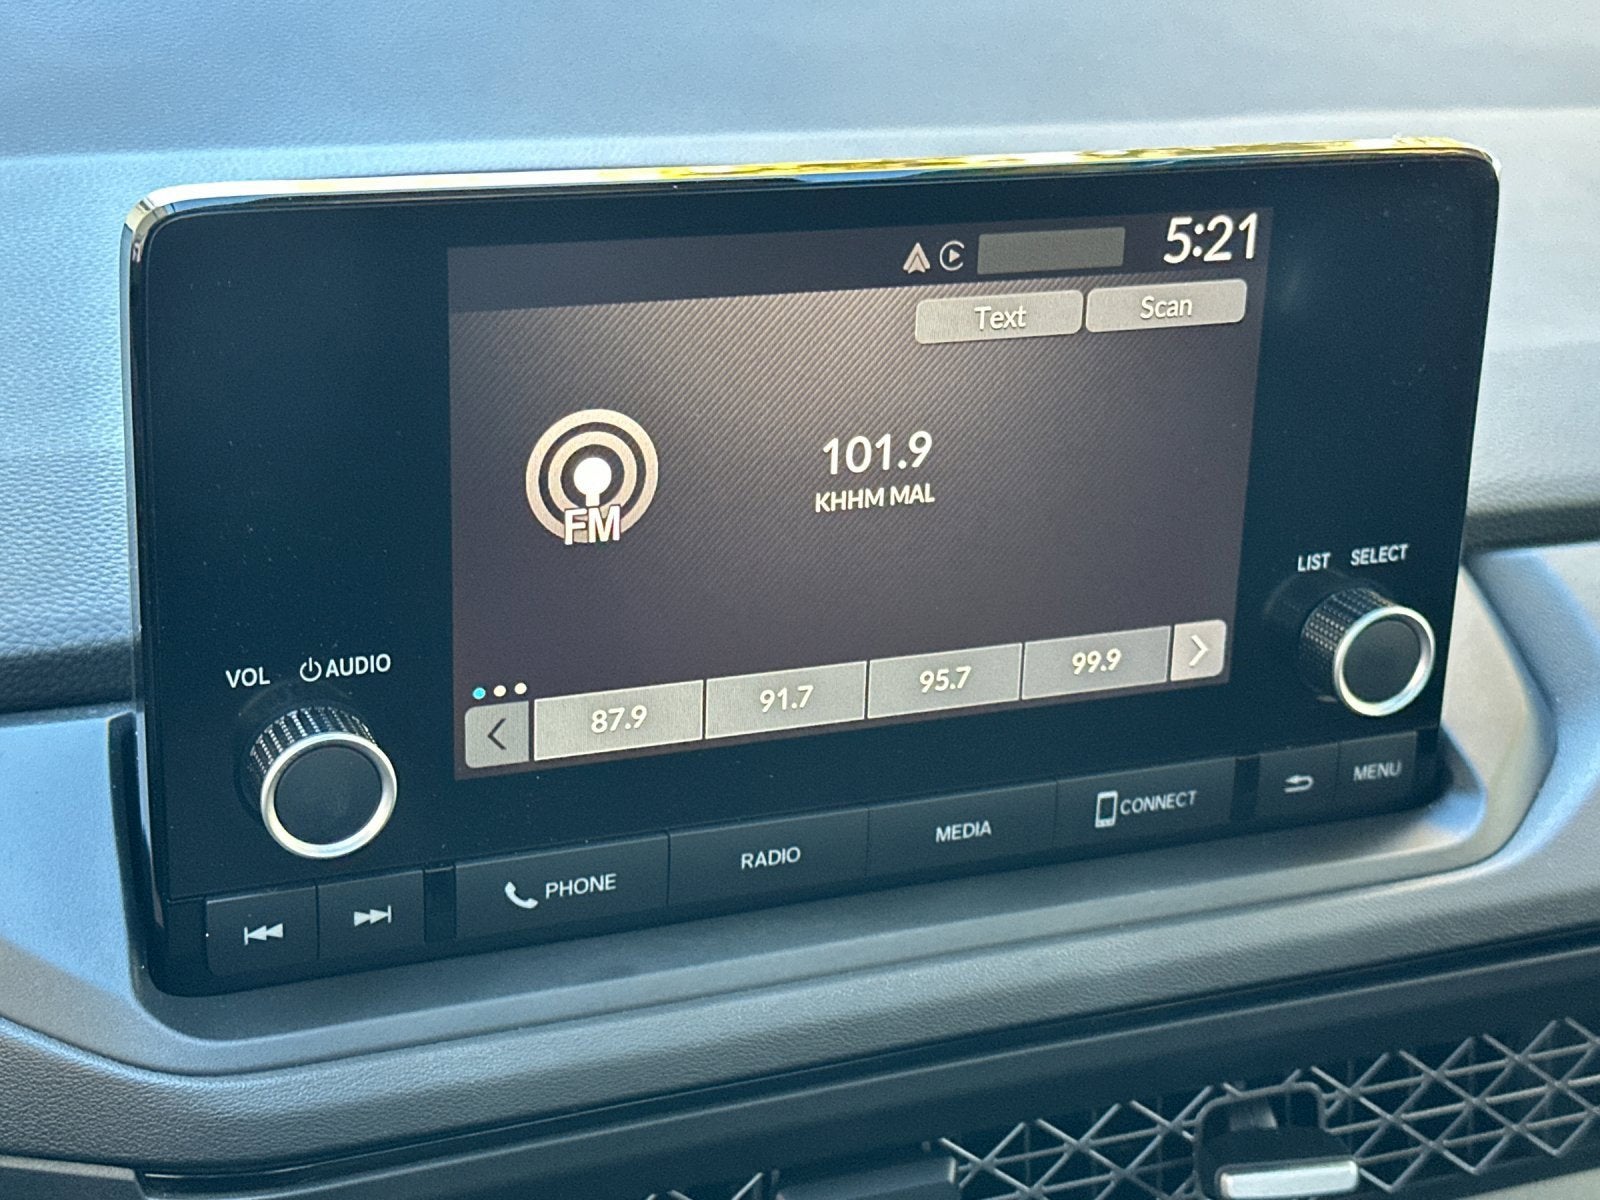 5:21
Text Scan
101.9
KHHM MAL
FM
LIST SELECT
VOL AUDIO
87.9 91.7 95.7 99.9
PHONE RADIO MEDIA CONNECT MENU